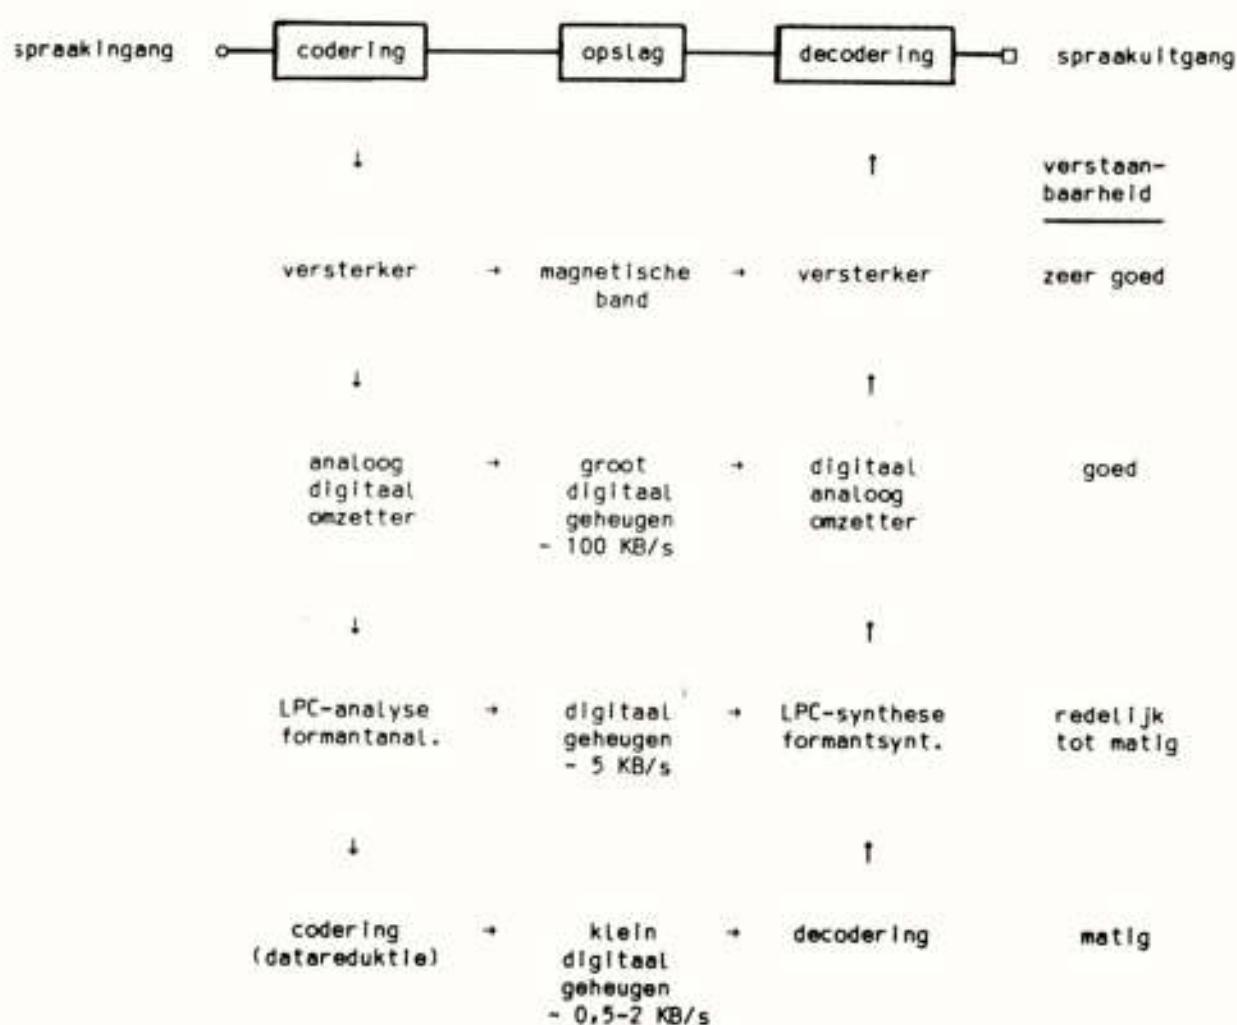 spraakingang codering opslag decodering spraakuitgang
↓ ↑ verstaan-
baarheid
versterker → magnetische → versterker zeer goed
band
↓ ↑
analoog → groot → digitaal goed
digitaal digitaal analoog
omzetter geheugen omzetter
~ 100 KB/s
↓ ↑
LPC-analyse → digitaal → LPC-synthese redelijk
formantanal. geheugen formantsynt. tot matig
~ 5 KB/s
↓ ↑
codering → klein → decodering matig
(datareduktie) digitaal
geheugen
~ 0,5-2 KB/s